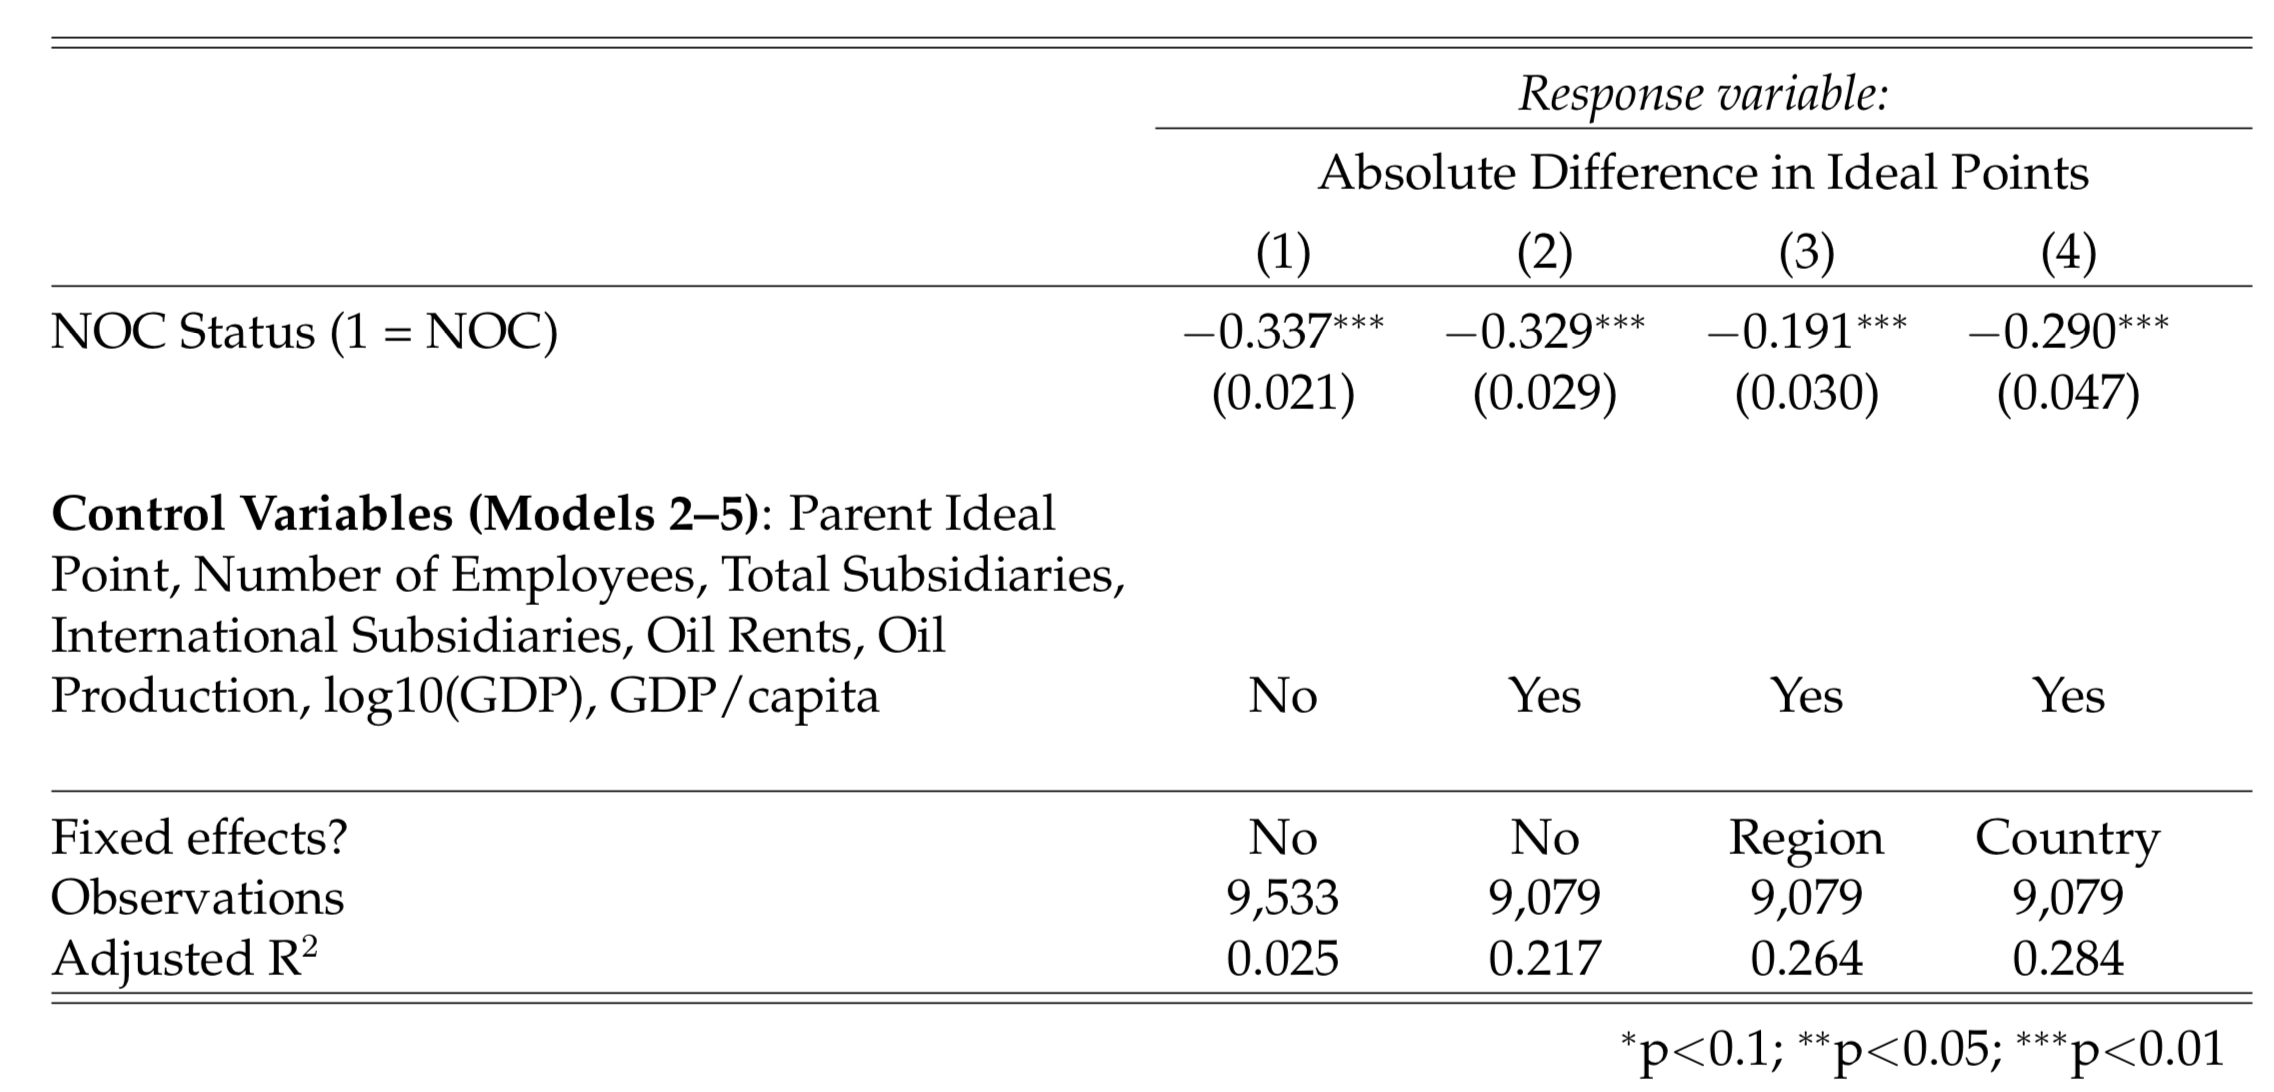 Response variable:
Absolute Difference in Ideal Points
(1) (2) (3) (4)
NOC Status (1 = NOC) −0.337*** −0.329*** −0.191*** −0.290***
(0.021) (0.029) (0.030) (0.047)
Control Variables (Models 2–5): Parent Ideal
Point, Number of Employees, Total Subsidiaries,
International Subsidiaries, Oil Rents, Oil
Production, log10(GDP), GDP/capita No Yes Yes Yes
Fixed effects? No No Region Country
Observations 9,533 9,079 9,079 9,079
Adjusted R² 0.025 0.217 0.264 0.284
*p<0.1; **p<0.05; ***p<0.01